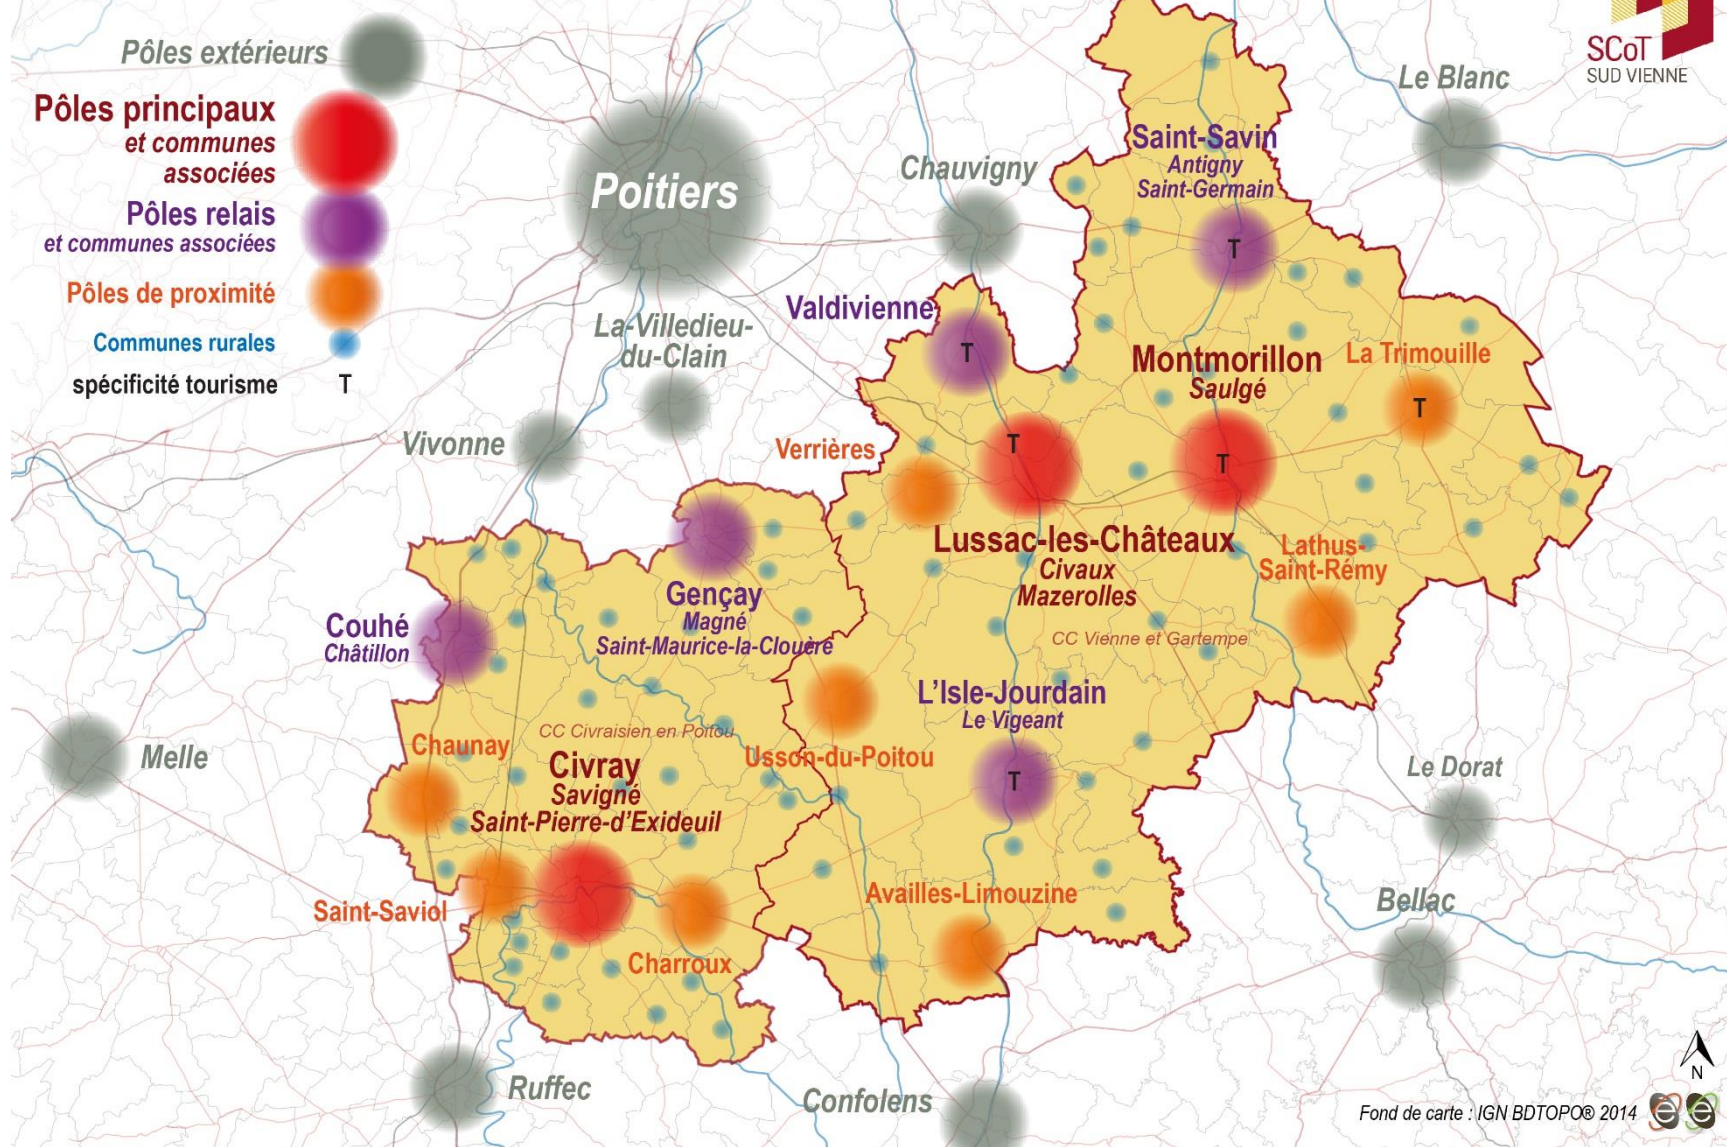 Pôles extérieurs
Pôles principaux
et communes
associées
Pôles relais
et communes associées
Pôles de proximité
Communes rurales
spécificité tourisme T
SCoT
SUD VIENNE
Le Blanc
Saint-Savin
Antigny
Saint-Germain
T
Chauvigny
Poitiers
Valdivienne
T
La-Villedieu-
du-Clain
Montmorillon
Saulgé
T
La Trimouille
T
Vivonne
Verrières
T
Lussac-les-Châteaux
Civaux
Mazerolles
Lathus-
Saint-Rémy
Gençay
Magné
Saint-Maurice-la-Clouère
Couhé
Châtillon
CC Vienne et Gartempe
L'Isle-Jourdain
Le Vigeant
T
Melle
Chaunay
CC Civraisien en Poitou
Usson-du-Poitou
Civray
Savigné
Saint-Pierre-d'Exideuil
Le Dorat
Availles-Limouzine
Bellac
Saint-Saviol
Charroux
Ruffec
Confolens
N
Fond de carte : IGN BDTOPO® 2014